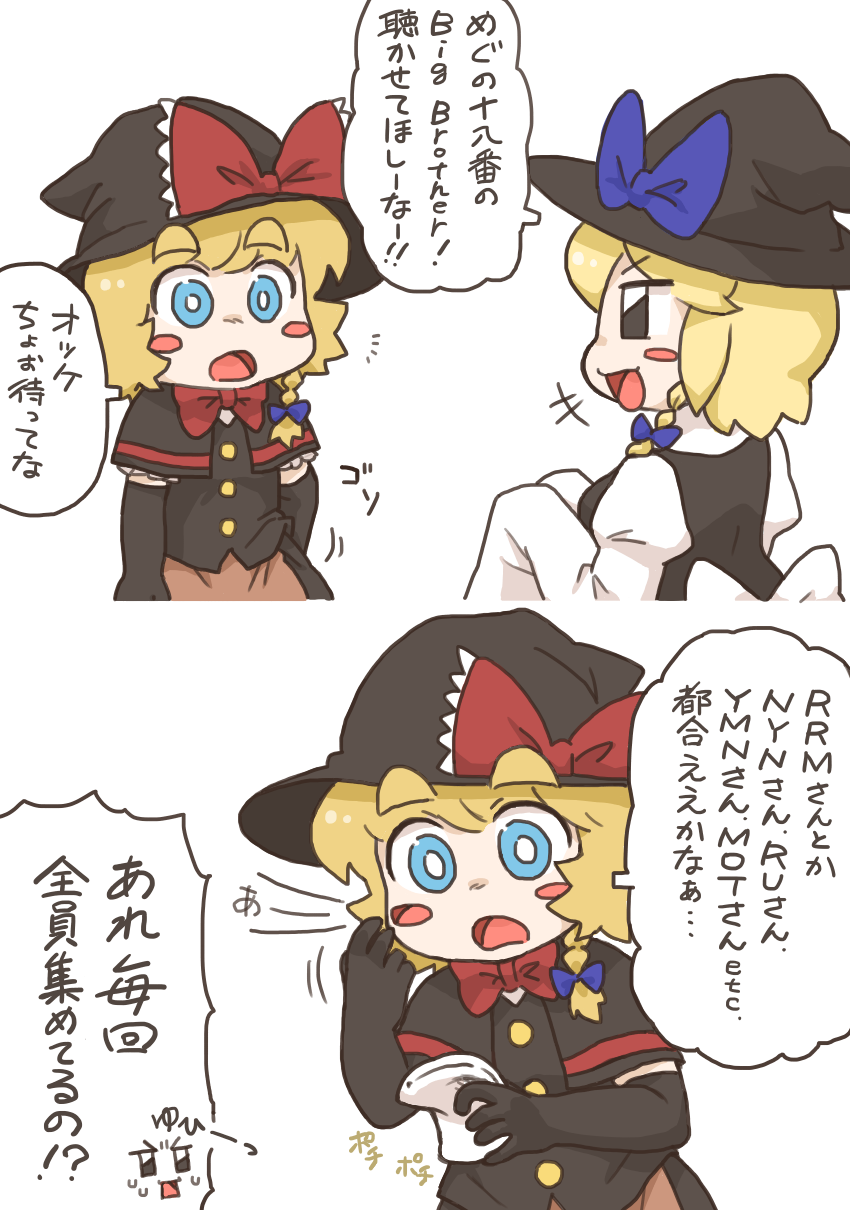 めぐの十八番の
Big Brother!
聴かせてほしーなー!!
オッケ
ちょお待ってな
ゴソ
RRMさんとか
NYNさん.RUさん.
YMNさん.MOTさんetc.
都合ええかなぁ…
あ
ポチ
ポチ
あれ毎回
全員集めてるの!?
ゆひーっ